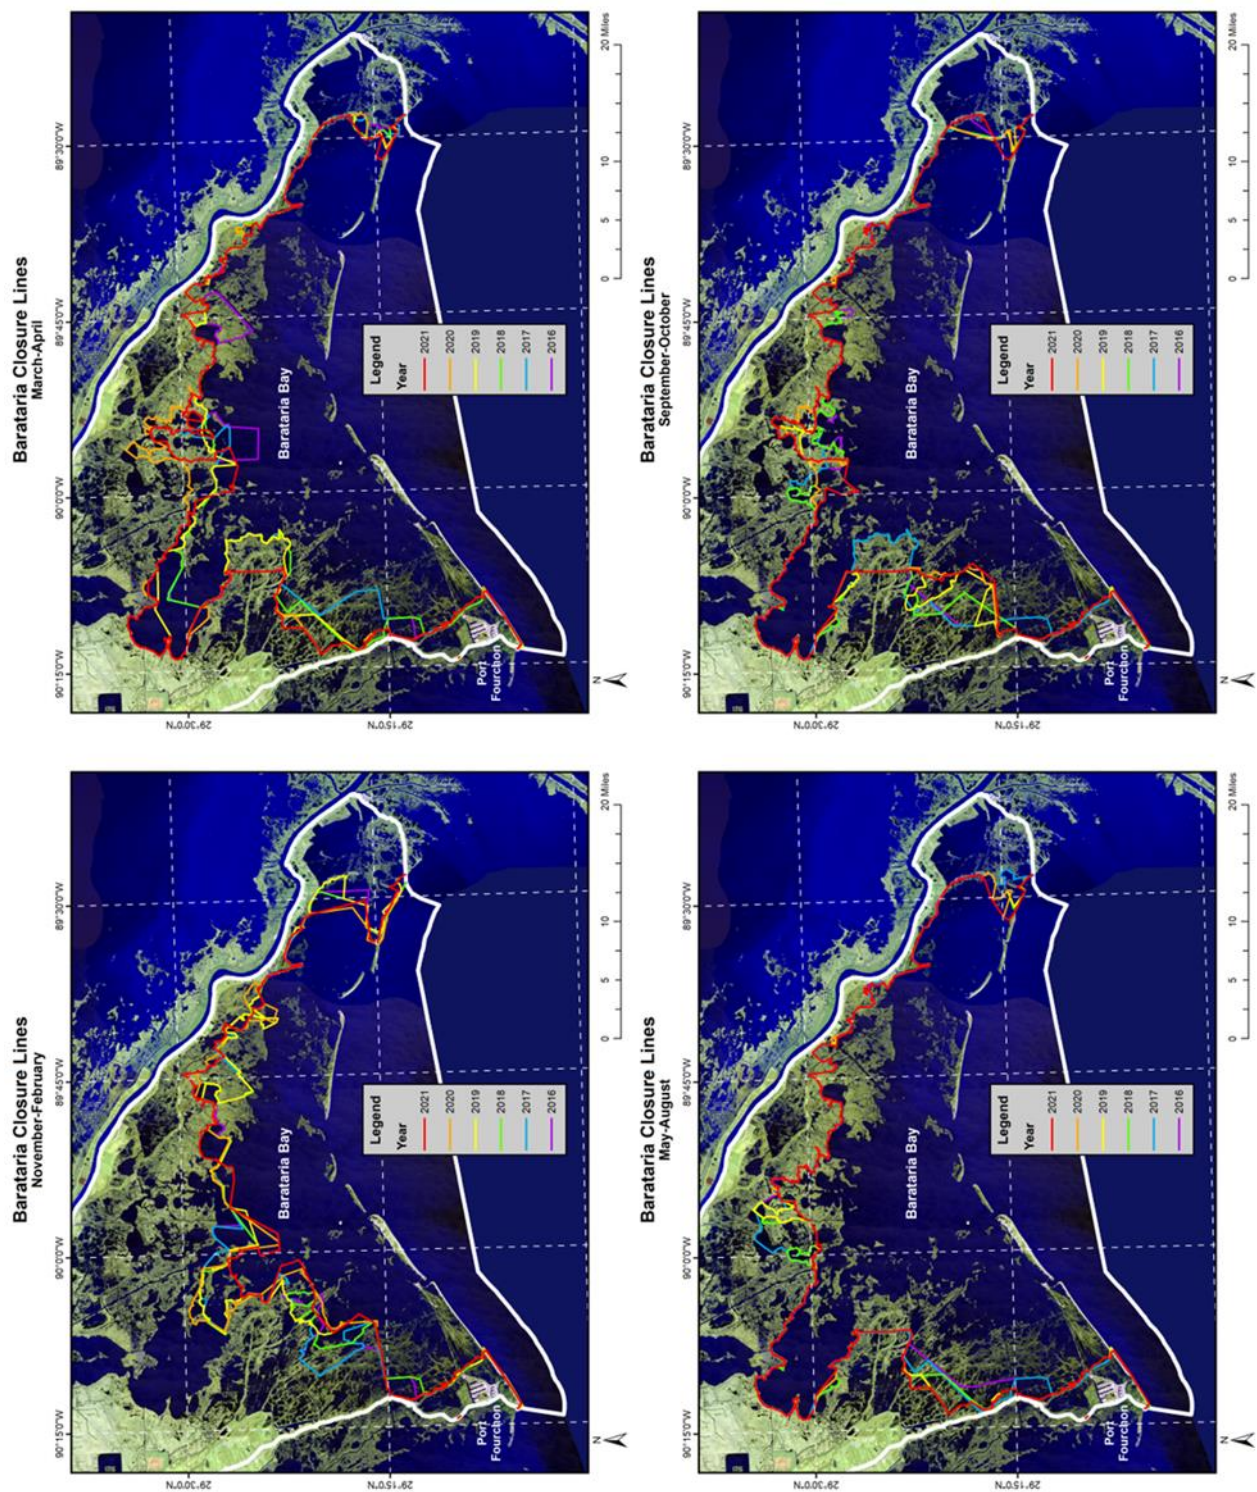 Barataria Closure Lines
November-February
90°15'0"W 90°0'0"W 89°45'0"W 89°30'0"W
29°30'0"N
29°15'0"N
Barataria Bay
Port
Fourchon
Legend
Year
2021
2020
2019
2018
2017
2016
N
0 5 10 20 Miles
Barataria Closure Lines
March-April
90°15'0"W 90°0'0"W 89°45'0"W 89°30'0"W
29°30'0"N
29°15'0"N
Barataria Bay
Port
Fourchon
Legend
Year
2021
2020
2019
2018
2017
2016
N
0 5 10 20 Miles
Barataria Closure Lines
May-August
90°15'0"W 90°0'0"W 89°45'0"W 89°30'0"W
29°30'0"N
29°15'0"N
Barataria Bay
Port
Fourchon
Legend
Year
2021
2020
2019
2018
2017
2016
N
0 5 10 20 Miles
Barataria Closure Lines
September-October
90°15'0"W 90°0'0"W 89°45'0"W 89°30'0"W
29°30'0"N
29°15'0"N
Barataria Bay
Port
Fourchon
Legend
Year
2021
2020
2019
2018
2017
2016
N
0 5 10 20 Miles